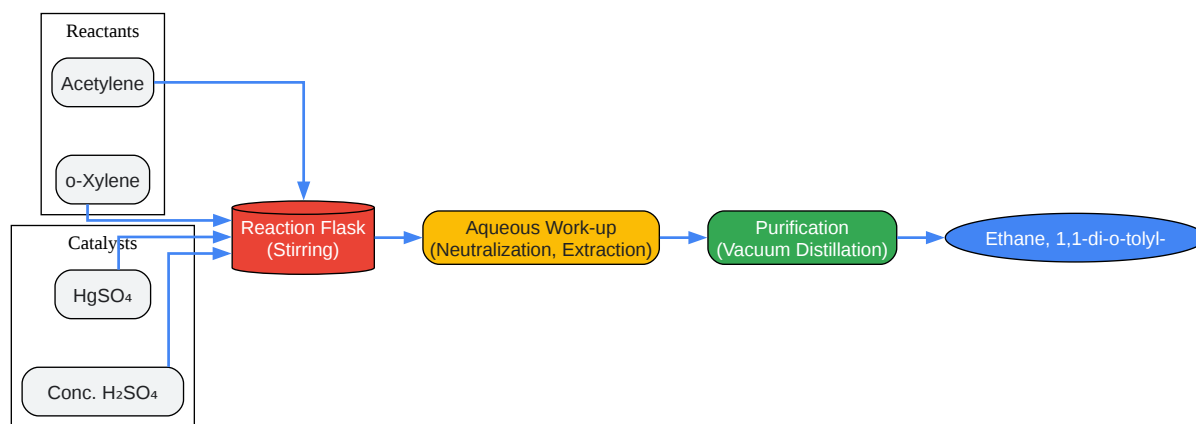 Reactants
Acetylene
o-Xylene
Catalysts
HgSO₄
Conc. H₂SO₄
Reaction Flask
(Stirring)
Aqueous Work-up
(Neutralization, Extraction)
Purification
(Vacuum Distillation)
Ethane, 1,1-di-o-tolyl-